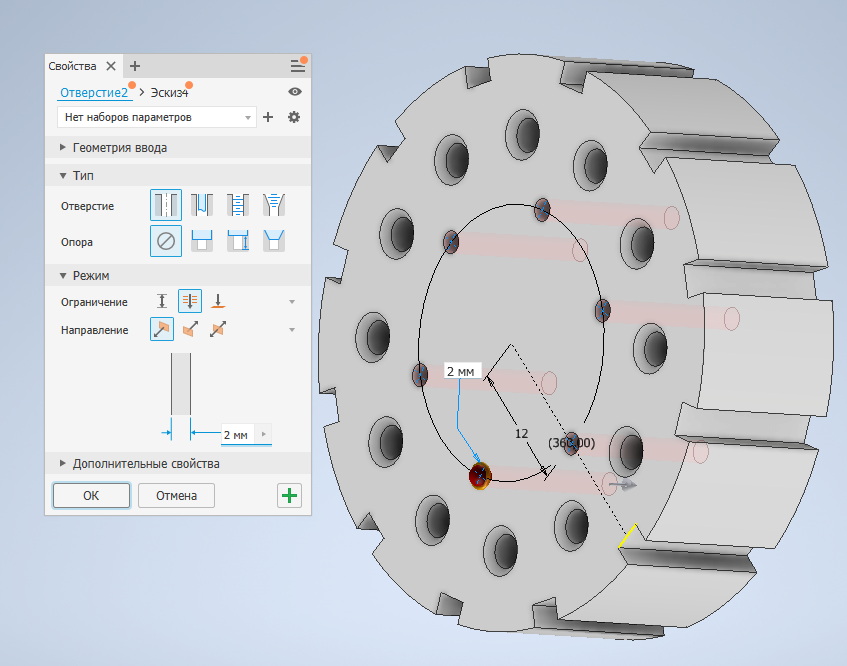 Свойства
Отверстие2 > Эскиз4
Нет наборов параметров
Геометрия ввода
Тип
Отверстие
Опора
Режим
Ограничение
Направление
2 мм
Дополнительные свойства
ОК
Отмена
2 мм
12
(360,00)